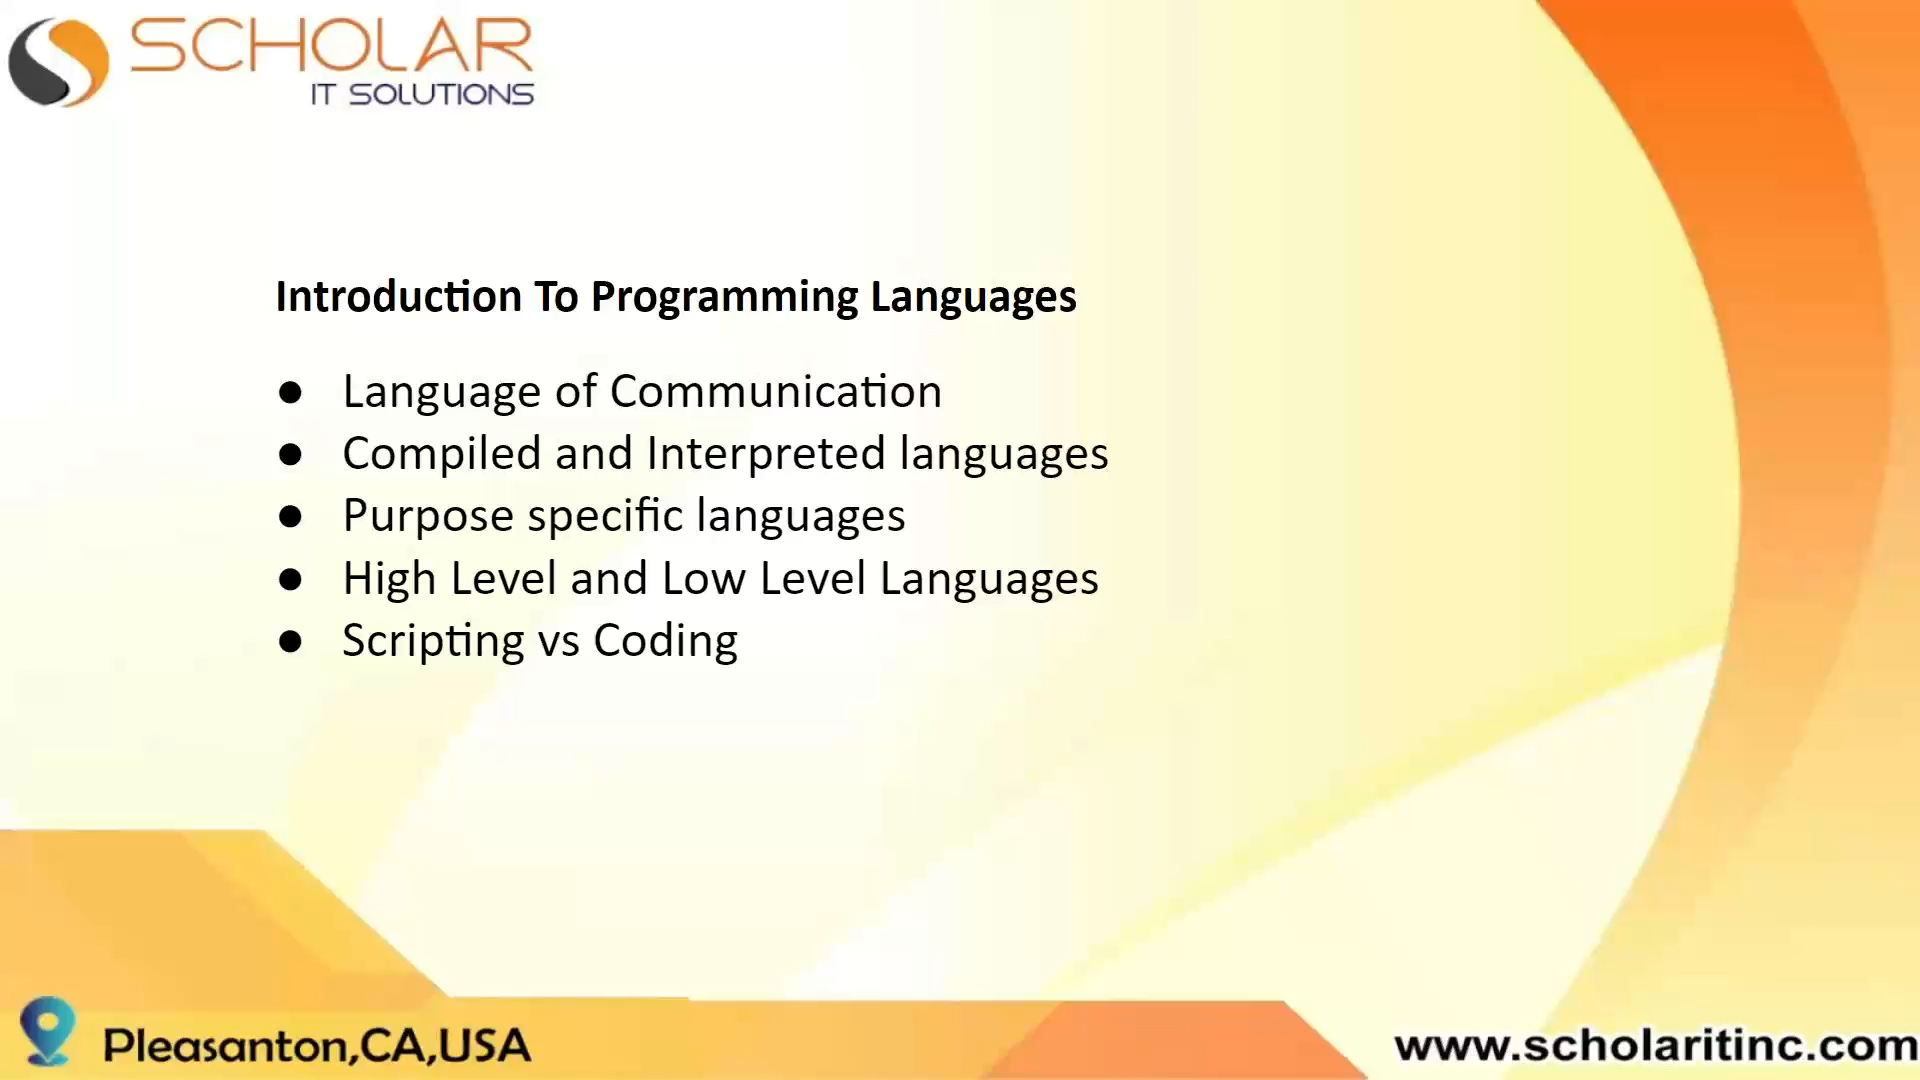 SCHOLAR
IT SOLUTIONS
Introduction To Programming Languages
● Language of Communication
● Compiled and Interpreted languages
● Purpose specific languages
● High Level and Low Level Languages
● Scripting vs Coding
Pleasanton,CA,USA
www.scholaritinc.com